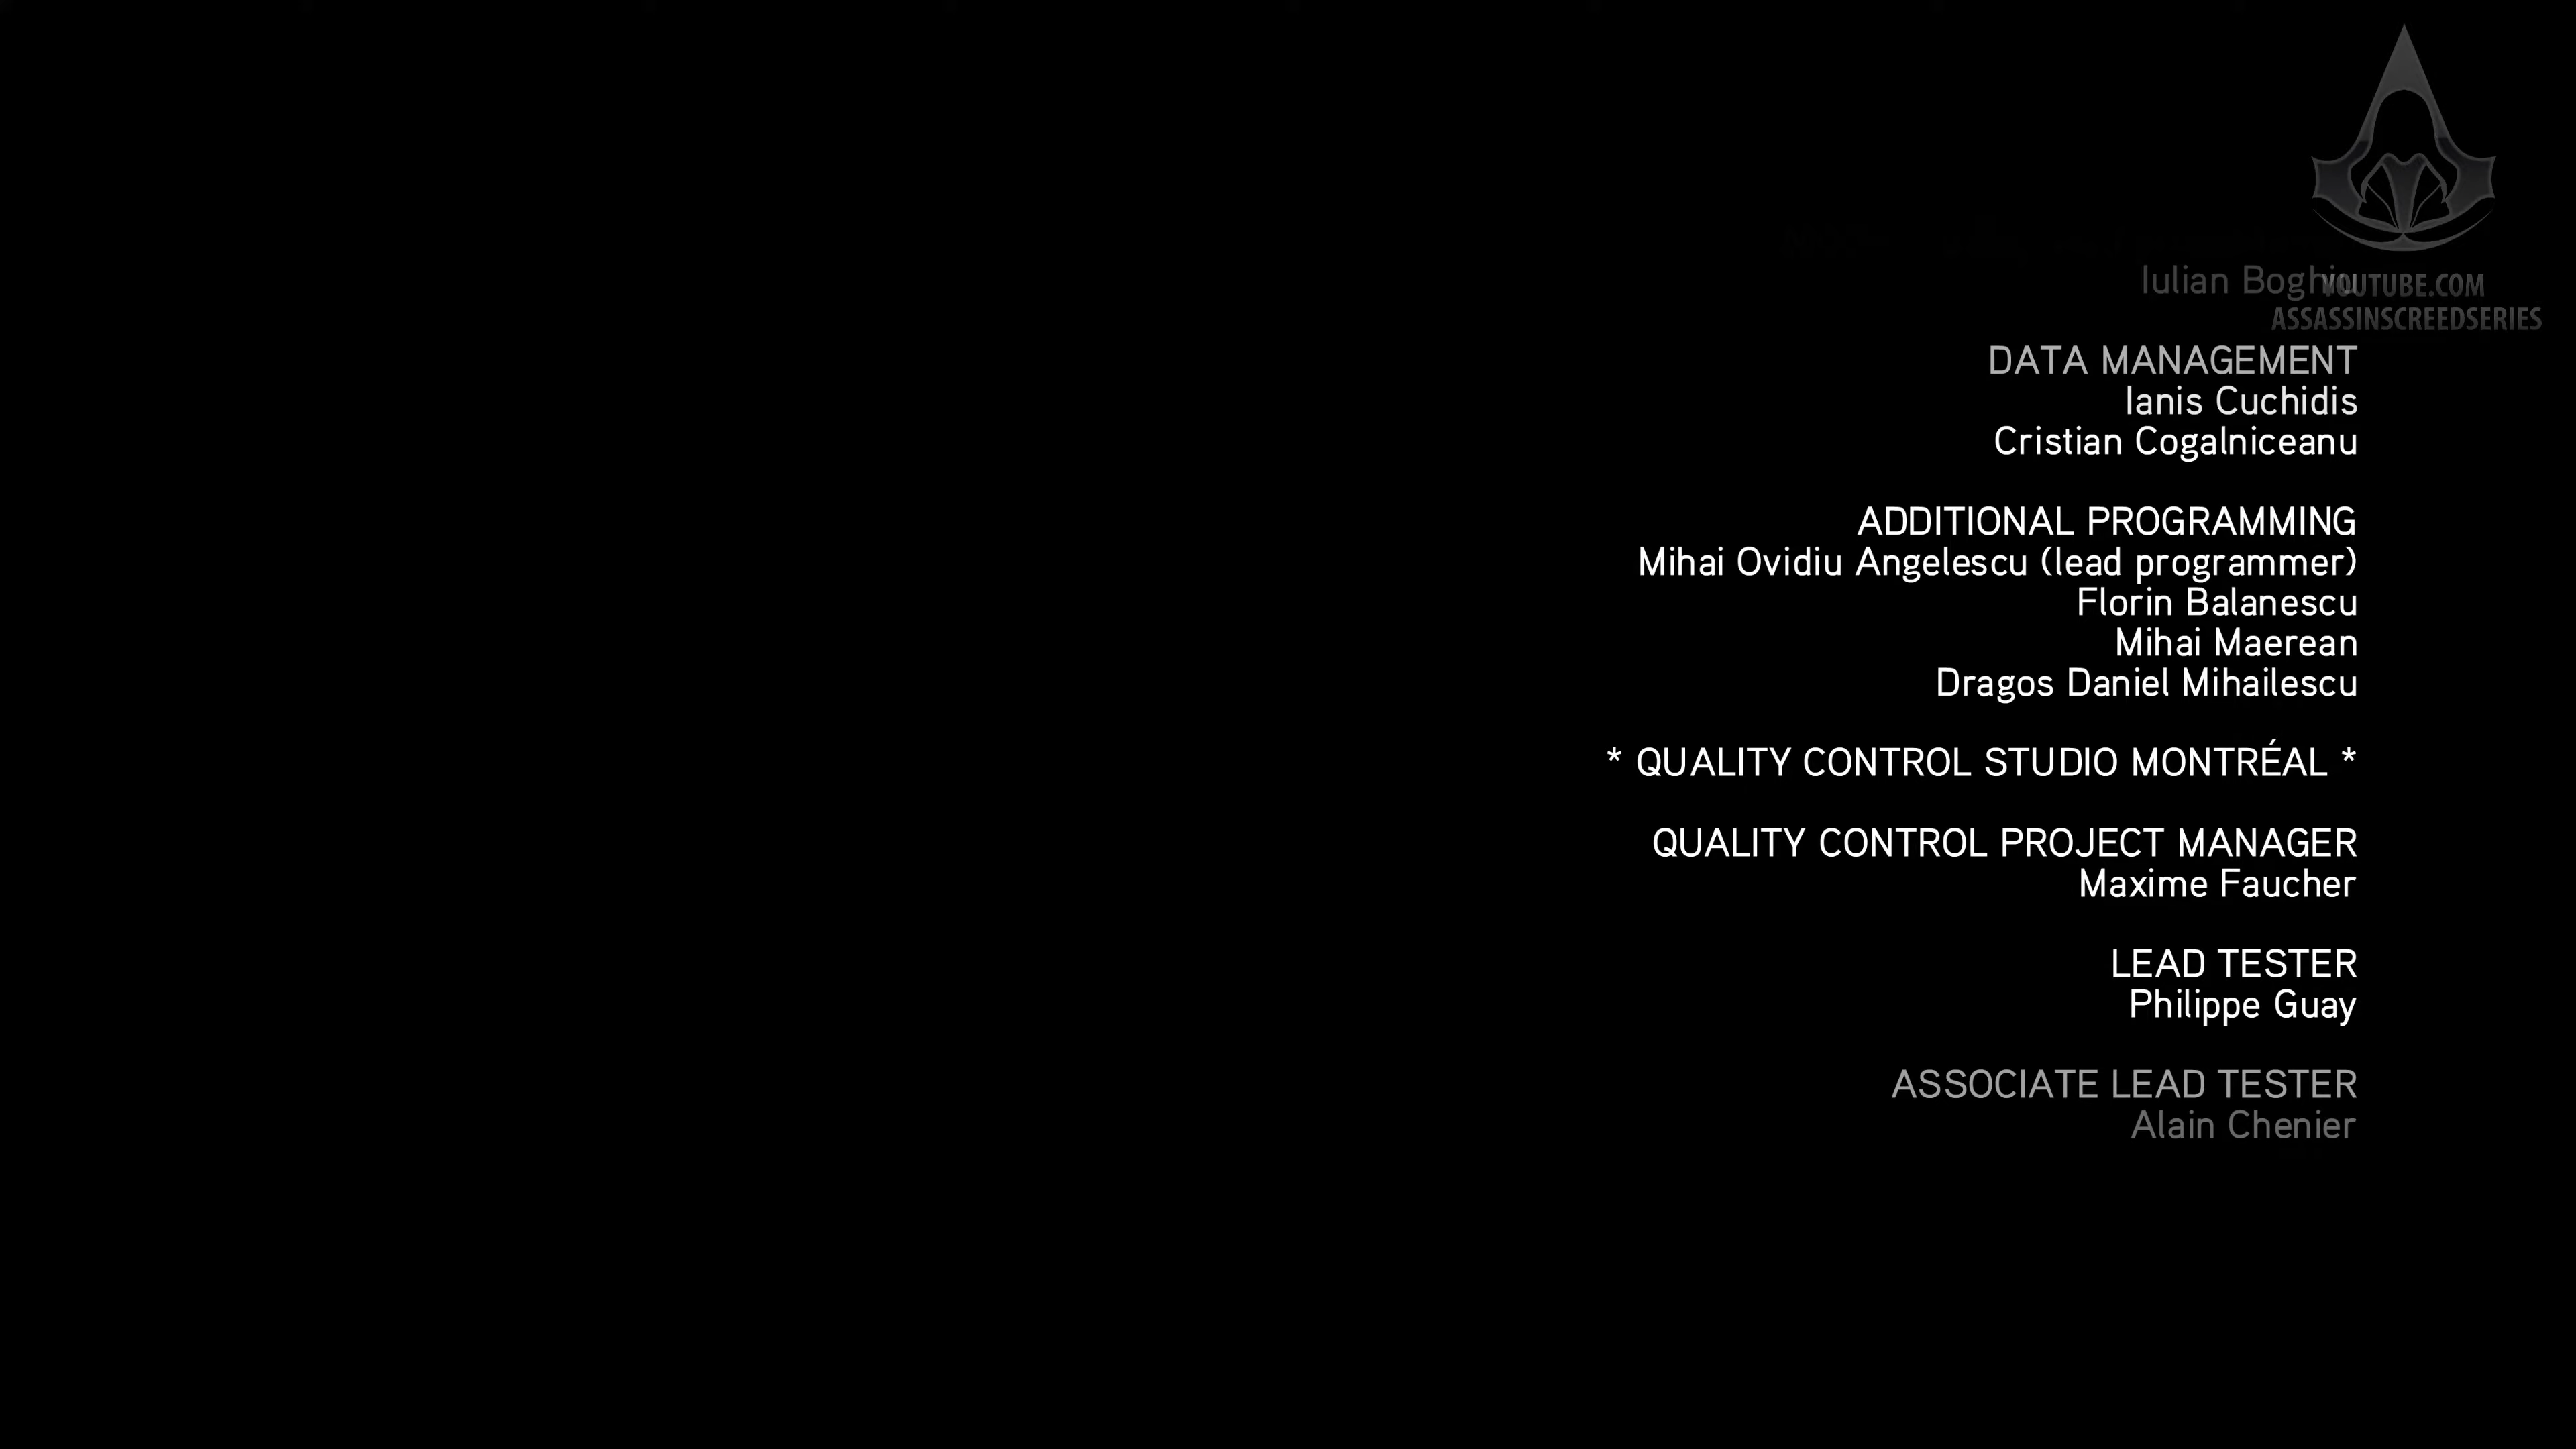 Iulian Boghiu
YOUTUBE.COM
ASSASSINSCREEDSERIES
DATA MANAGEMENT
Ianis Cuchidis
Cristian Cogalniceanu
ADDITIONAL PROGRAMMING
Mihai Ovidiu Angelescu (lead programmer)
Florin Balanescu
Mihai Maerean
Dragos Daniel Mihailescu
* QUALITY CONTROL STUDIO MONTRÉAL *
QUALITY CONTROL PROJECT MANAGER
Maxime Faucher
LEAD TESTER
Philippe Guay
ASSOCIATE LEAD TESTER
Alain Chenier